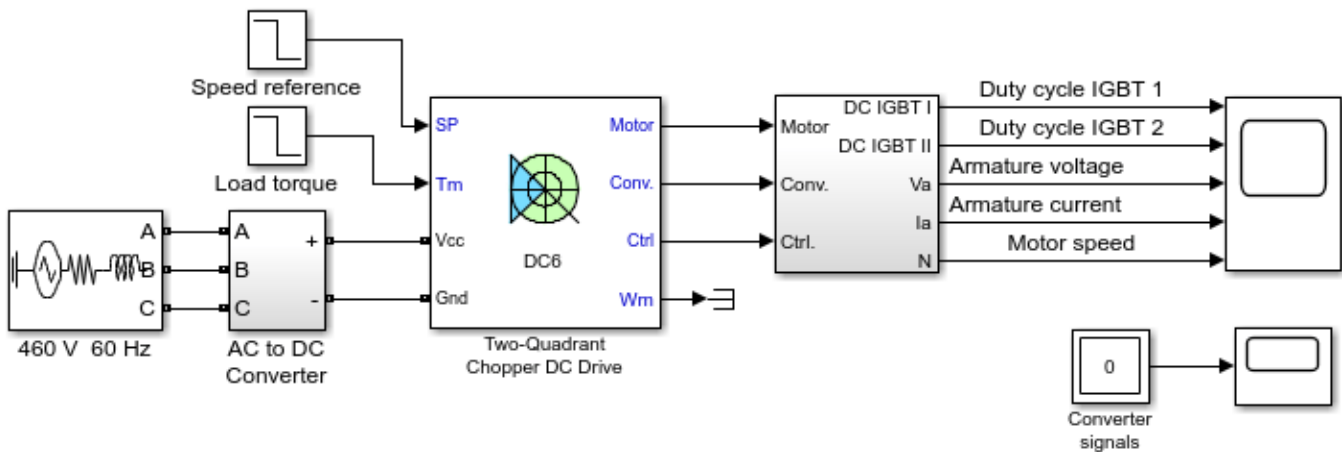 Speed reference
Load torque
A
B
C
460 V 60 Hz
A
B
C
+
-
AC to DC
Converter
SP
Tm
Vcc
Gnd
Motor
Conv.
Ctrl
Wm
DC6
Two-Quadrant
Chopper DC Drive
Motor
Conv.
Ctrl.
DC IGBT I
DC IGBT II
Va
Ia
N
Duty cycle IGBT 1
Duty cycle IGBT 2
Armature voltage
Armature current
Motor speed
0
Converter
signals